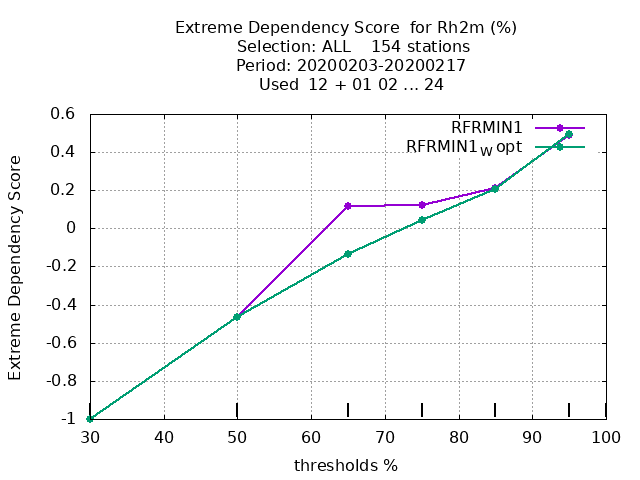 Extreme Dependency Score  for Rh2m (%)
Selection: ALL    154 stations
Period: 20200203-20200217
Used  12 + 01 02 ... 24
RFRMIN1
RFRMIN1W opt
Extreme Dependency Score
0.6
0.4
0.2
0
-0.2
-0.4
-0.6
-0.8
-1
30 40 50 60 70 80 90 100
thresholds %